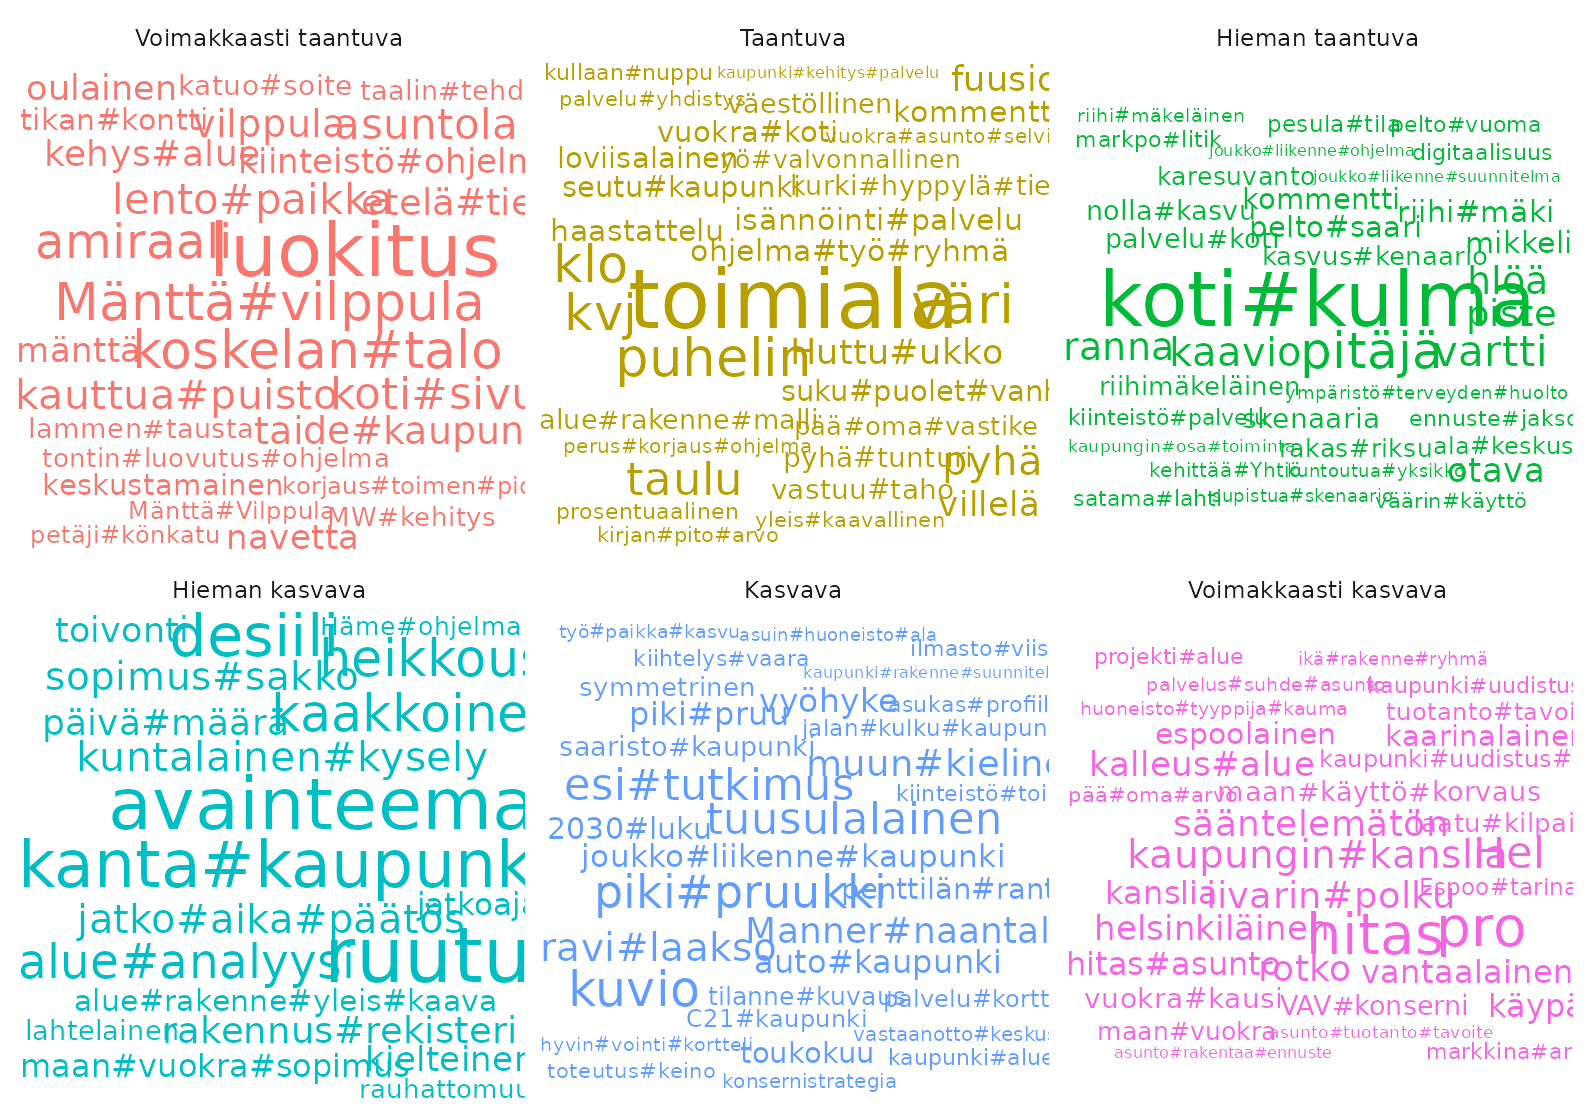 Voimakkaasti taantuva
oulainen
katuo#soite
taalin#tehd
tikan#kontti
vilppula
asuntola
kehys#alue
kiinteistö#ohjelm
lento#paikka
etelä#tie
amiraali
luokitus
Mänttä#vilppula
mänttä
koskelan#talo
kauttua#puisto
koti#sivu
lammen#tausta
taide#kaupun
tontin#luovutus#ohjelma
keskustamainen
korjaus#toimen#pid
Mänttä#Vilppula
MW#kehitys
petäji#könkatu
navetta
Taantuva
kullaan#nuppu
kaupunki#kehitys#palvelu
fuusio
palvelu#yhdistys
väestöllinen
kommentt
vuokra#koti
vuokra#asunto#selvi
loviisalainen
yö#valvonnallinen
seutu#kaupunki
kurki#hyppylä#tie
isännöinti#palvelu
haastattelu
ohjelma#työ#ryhmä
klo
toimiala
väri
kvj
puhelin
Huttu#ukko
suku#puolet#vanh
alue#rakenne#malli
pää#oma#vastike
perus#korjaus#ohjelma
pyhä#tunturi
pyhä
taulu
vastuu#taho
villelä
prosentuaalinen
yleis#kaavallinen
kirjan#pito#arvo
Hieman taantuva
riihi#mäkeläinen
pesula#tila
pelto#vuoma
markpo#litik
joukko#liikenne#ohjelma
digitaalisuus
karesuvanto
joukko#liikenne#suunnitelma
kommentti
nolla#kasvu
riihi#mäki
pelto#saari
palvelu#koti
mikkeli
kasvus#kenaario
hlöä
koti#kulma
piste
ranna
kaavio
pitäjä
vartti
riihimäkeläinen
ympäristö#terveyden#huolto
kiinteistö#palvelu
skenaaria
ennuste#jakso
kaupungin#osa#toiminta
rakas#riksu
ala#keskus
kehittää#Yhtiö
kuntoutua#yksikkö
otava
satama#lahti
supistua#skenaario
väärin#käyttö
Hieman kasvava
toivonti
desiili
Häme#ohjelma
heikkous
sopimus#sakko
päivä#määrä
kaakkoine
kuntalainen#kysely
avainteema
kanta#kaupunk
jatkoaja
jatko#aika#päätös
ruutu
alue#analyysi
alue#rakenne#yleis#kaava
lahtelainen
rakennus#rekisteri
maan#vuokra#sopimus
kielteinen
rauhattomuu
Kasvava
työ#paikka#kasvu
asuin#huoneisto#ala
kiihtelys#vaara
ilmasto#viis
kaupunki#rakenne#suunnitel
symmetrinen
vyöhyke
asukas#profiil
piki#pruu
jalan#kulku#kaupun
saaristo#kaupunki
muun#kieline
esi#tutkimus
kiinteistö#toi
2030#luku
tuusulalainen
joukko#liikenne#kaupunki
piki#pruukki
penttilän#rant
Manner#naantal
ravi#laakso
auto#kaupunki
kuvio
tilanne#kuvaus
palvelu#kortt
C21#kaupunki
vastaanotto#keskus
hyvin#vointi#kortteli
toukokuu
kaupunki#alue
toteutus#keino
konsernistrategia
Voimakkaasti kasvava
projekti#alue
ikä#rakenne#ryhmä
palvelus#suhde#asunto
kaupunki#uudistus
huoneisto#tyyppija#kauma
tuotanto#tavoi
espoolainen
kaarinalainen
kalleus#alue
kaupunki#uudistus#
pää#oma#arvo
maan#käyttö#korvaus
sääntelemätön
laatu#kilpai
kaupungin#kanslia
Hel
kanslia
iivarin#polku
Espoo#tarina
helsinkiläinen
hitas
pro
hitas#asunto
rotko
vantaalainen
vuokra#kausi
VAV#konserni
käypä
maan#vuokra
asunto#tuotanto#tavoite
asunto#rakentaa#ennuste
markkina#ar